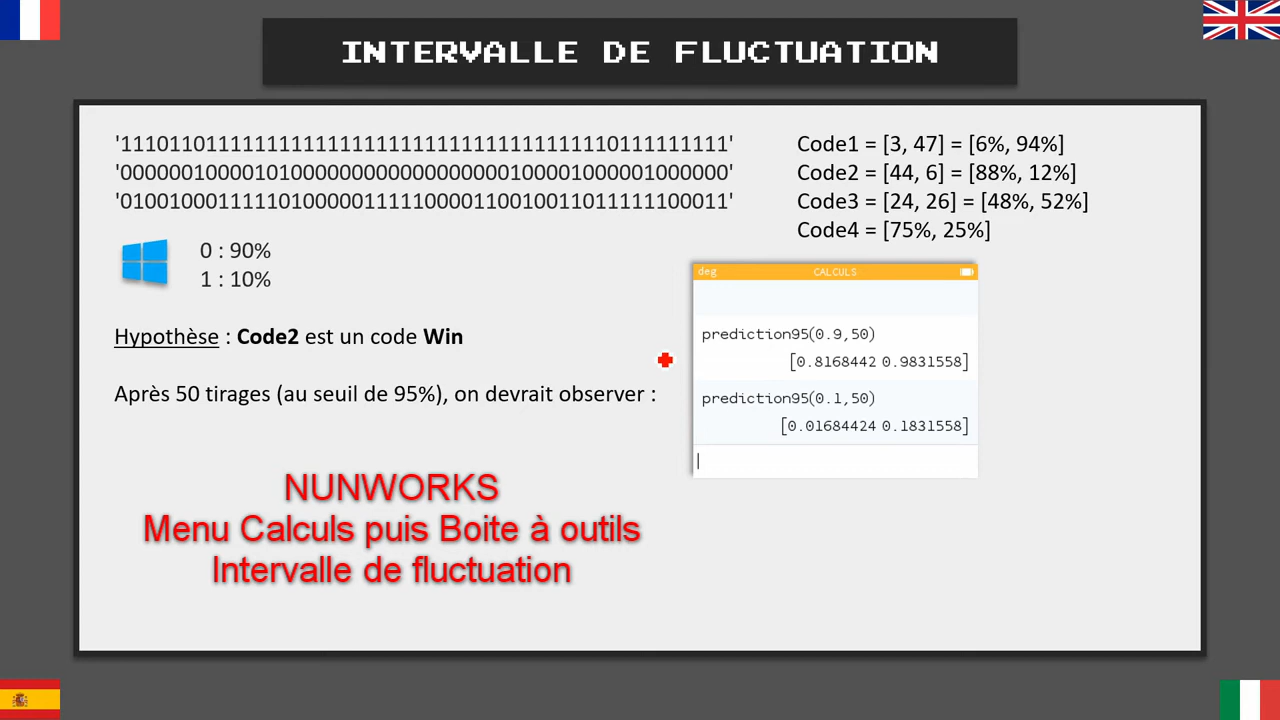 INTERVALLE DE FLUCTUATION
'11101101111111111111111111111111111111110111111111'
'00000010000101000000000000000000100001000001000000'
'01001000111110100000111110000110010011011111100011'
Code1 = [3, 47] = [6%, 94%]
Code2 = [44, 6] = [88%, 12%]
Code3 = [24, 26] = [48%, 52%]
Code4 = [75%, 25%]
0 : 90%
1 : 10%
Hypothèse : Code2 est un code Win
Après 50 tirages (au seuil de 95%), on devrait observer :
deg CALCULS
prediction95(0.9,50)
[0.8168442 0.9831558]
prediction95(0.1,50)
[0.01684424 0.1831558]
NUNWORKS
Menu Calculs puis Boite à outils
Intervalle de fluctuation